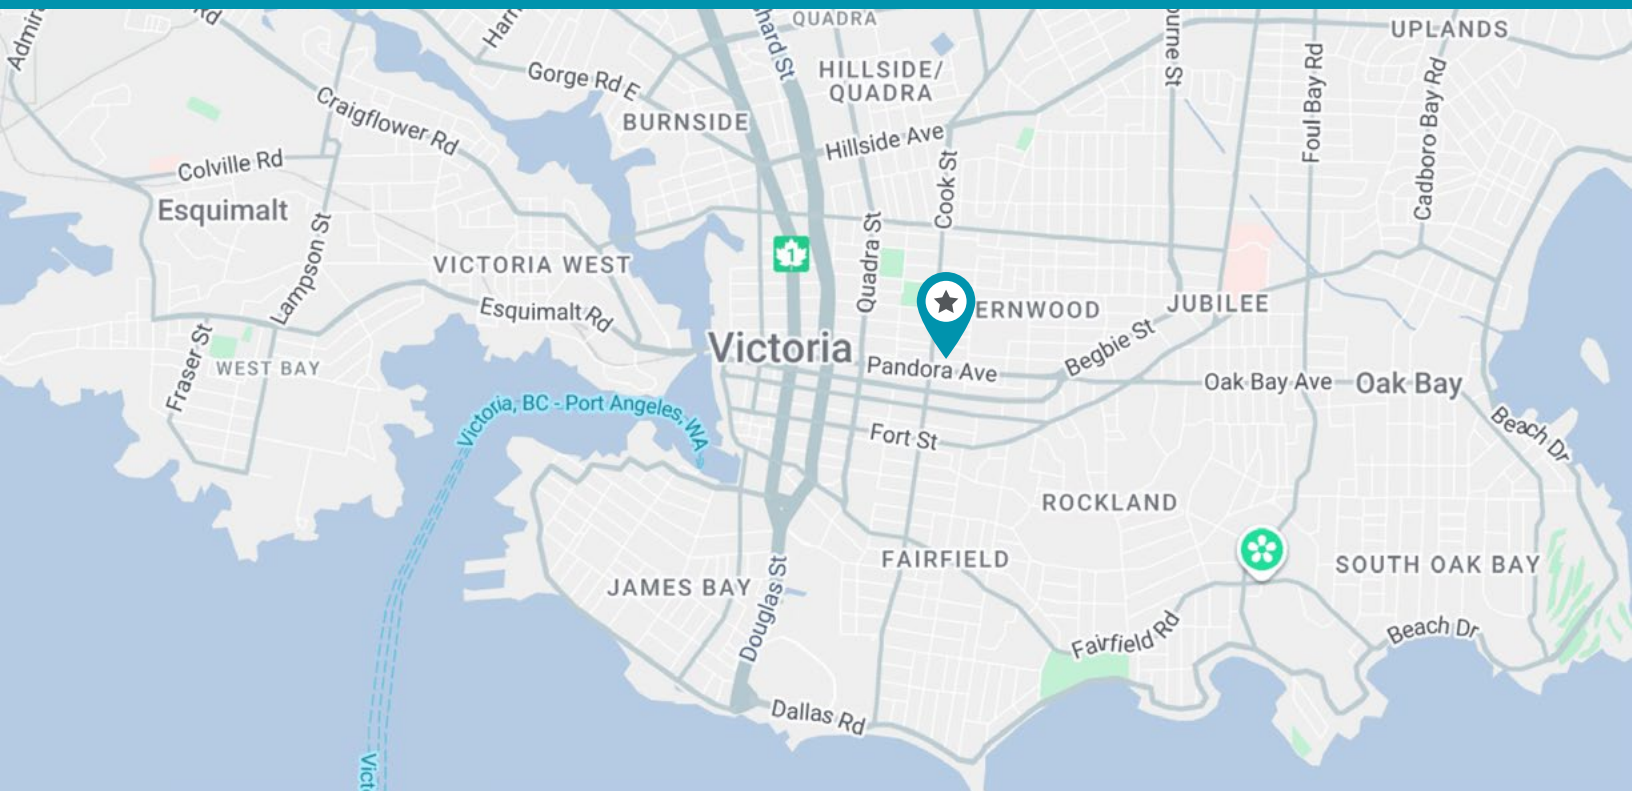 QUADRA
UPLANDS
HILLSIDE/
QUADRA
Gorge Rd E
BURNSIDE
Craigflower Rd
Hillside Ave
Foul Bay Rd
Cadboro Bay Rd
Colville Rd
Cook St
Esquimalt
Lampson St
Quadra St
VICTORIA WEST
1
Esquimalt Rd
ERNWOOD
JUBILEE
Victoria
Begbie St
Fraser St
WEST BAY
Pandora Ave
Oak Bay Ave
Oak Bay
Victoria, BC - Port Angeles, WA
Fort St
Beach Dr
ROCKLAND
FAIRFIELD
SOUTH OAK BAY
JAMES BAY
Douglas St
Fairfield Rd
Beach Dr
Dallas Rd